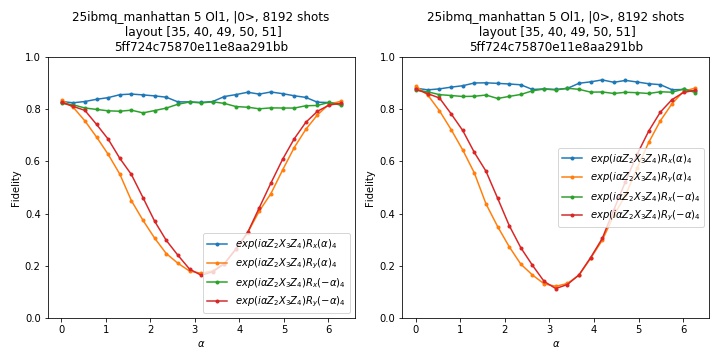 25ibmq_manhattan 5 Ol1, |0>, 8192 shots
layout [35, 40, 49, 50, 51]
5ff724c75870e11e8aa291bb
1.0
0.8
0.6
0.4
0.2
0.0
Fidelity
0 1 2 3 4 5 6
α
exp(iαZ₂X₃Z₄)Rₓ(α)₄
exp(iαZ₂X₃Z₄)Rᵧ(α)₄
exp(iαZ₂X₃Z₄)Rₓ(−α)₄
exp(iαZ₂X₃Z₄)Rᵧ(−α)₄
25ibmq_manhattan 5 Ol1, |0>, 8192 shots
layout [35, 40, 49, 50, 51]
5ff724c75870e11e8aa291bb
1.0
0.8
0.6
0.4
0.2
0.0
Fidelity
0 1 2 3 4 5 6
α
exp(iαZ₂X₃Z₄)Rₓ(α)₄
exp(iαZ₂X₃Z₄)Rᵧ(α)₄
exp(iαZ₂X₃Z₄)Rₓ(−α)₄
exp(iαZ₂X₃Z₄)Rᵧ(−α)₄